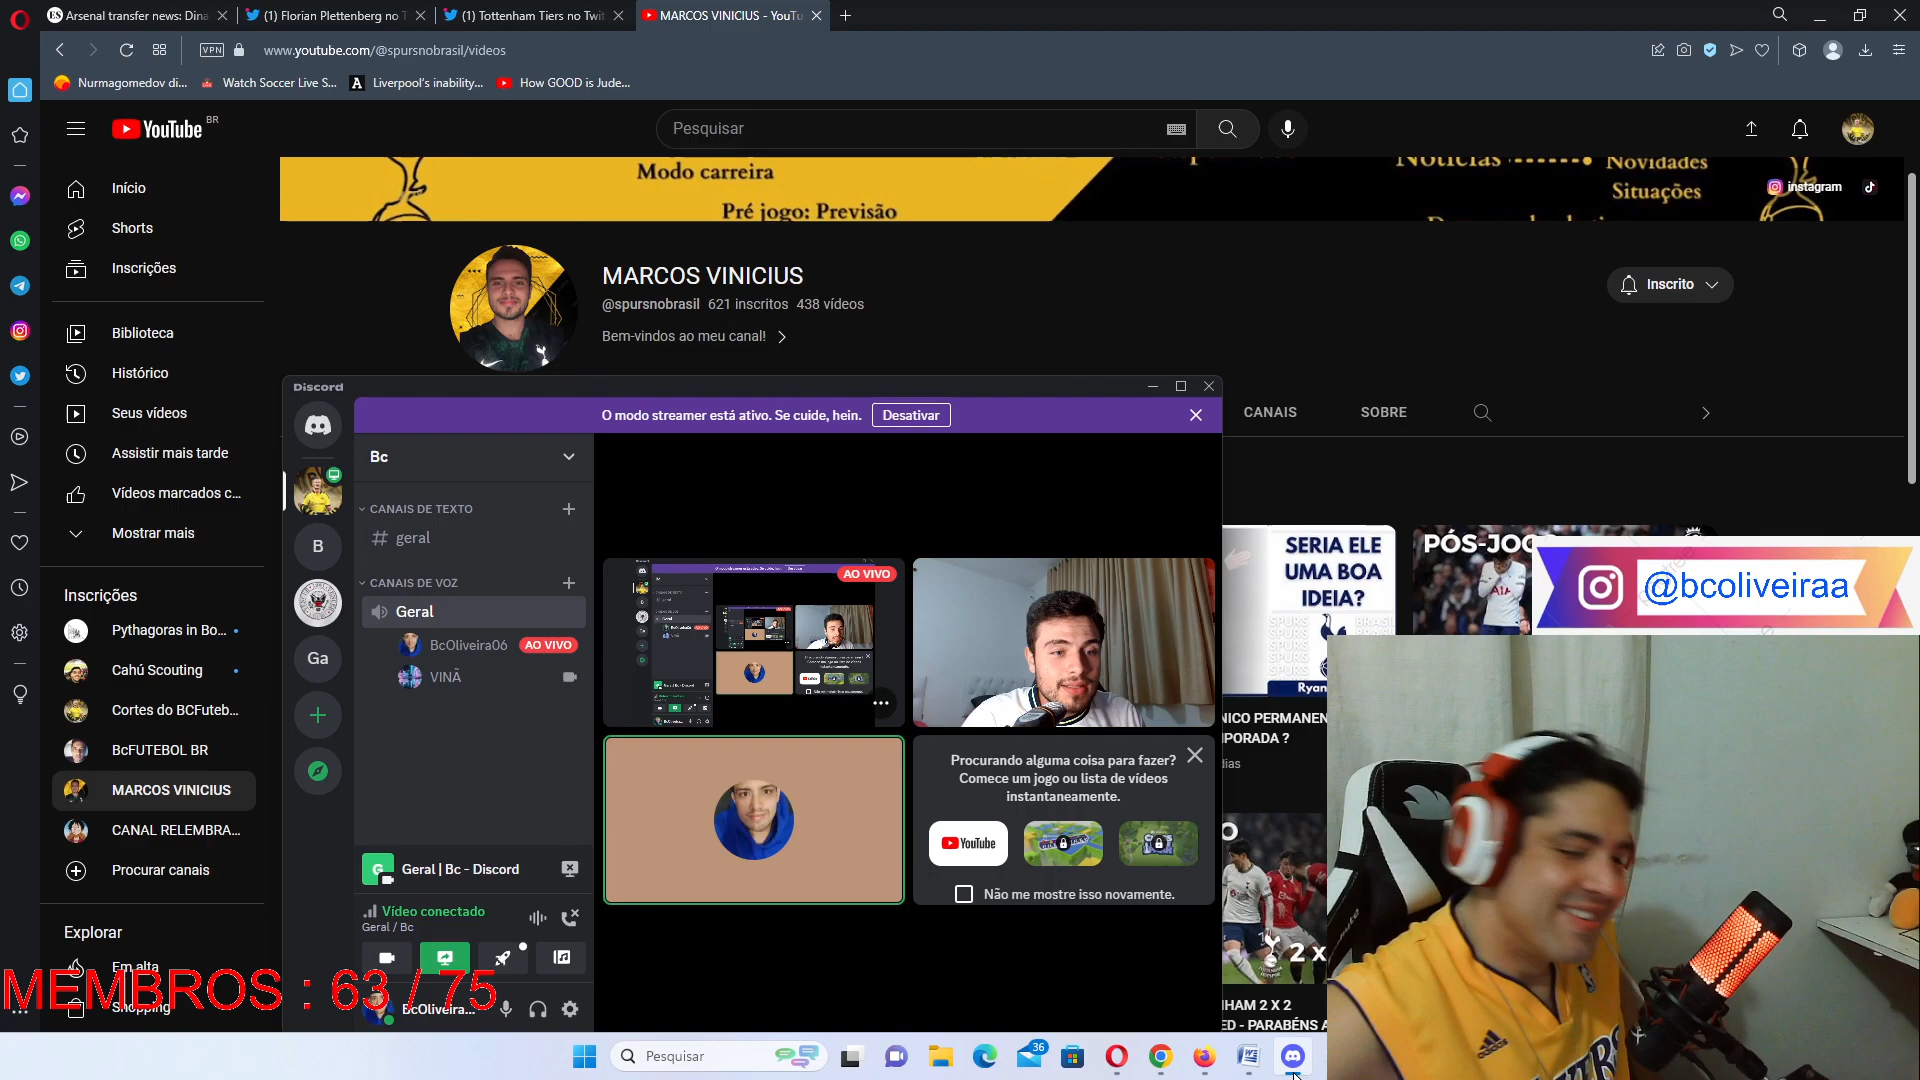 Arsenal transfer news: Dina
(1) Florian Plettenberg no T
(1) Tottenham Tiers no Twit
MARCOS VINICIUS - YouTu
VPN
www.youtube.com/@spursnobrasil/videos
Nurmagomedov di...
Watch Soccer Live S...
Liverpool's inability...
How GOOD is Jude...
YouTube
BR
Pesquisar
Modo carreira
Pré jogo: Previsão
Novidades
Situações
instagram
Início
Shorts
Inscrições
Biblioteca
Histórico
Seus vídeos
Assistir mais tarde
Vídeos marcados c...
Mostrar mais
Inscrições
Pythagoras in Bo...
Cahú Scouting
Cortes do BCFuteb...
BcFUTEBOL BR
MARCOS VINICIUS
CANAL RELEMBRA...
Procurar canais
Explorar
Em alta
Shopping
MARCOS VINICIUS
@spursnobrasil 621 inscritos 438 vídeos
Bem-vindos ao meu canal!
Inscrito
CANAIS
SOBRE
Discord
O modo streamer está ativo. Se cuide, hein.
Desativar
Bc
B
Ga
CANAIS DE TEXTO
geral
CANAIS DE VOZ
Geral
BcOliveira06
AO VIVO
VINÃ
AO VIVO
Procurando alguma coisa para fazer?
Comece um jogo ou lista de vídeos
instantaneamente.
YouTube
Não me mostre isso novamente.
Geral | Bc - Discord
Vídeo conectado
Geral / Bc
BcOliveira...
SERIA ELE
UMA BOA
IDEIA?
Ryan
PÓS-JOGO
@bcoliveiraa
NICO PERMANEN
PORADA ?
dias
2 x
HAM 2 X 2
ED - PARABÉNS A
MEMBROS : 63 / 75
Pesquisar
36